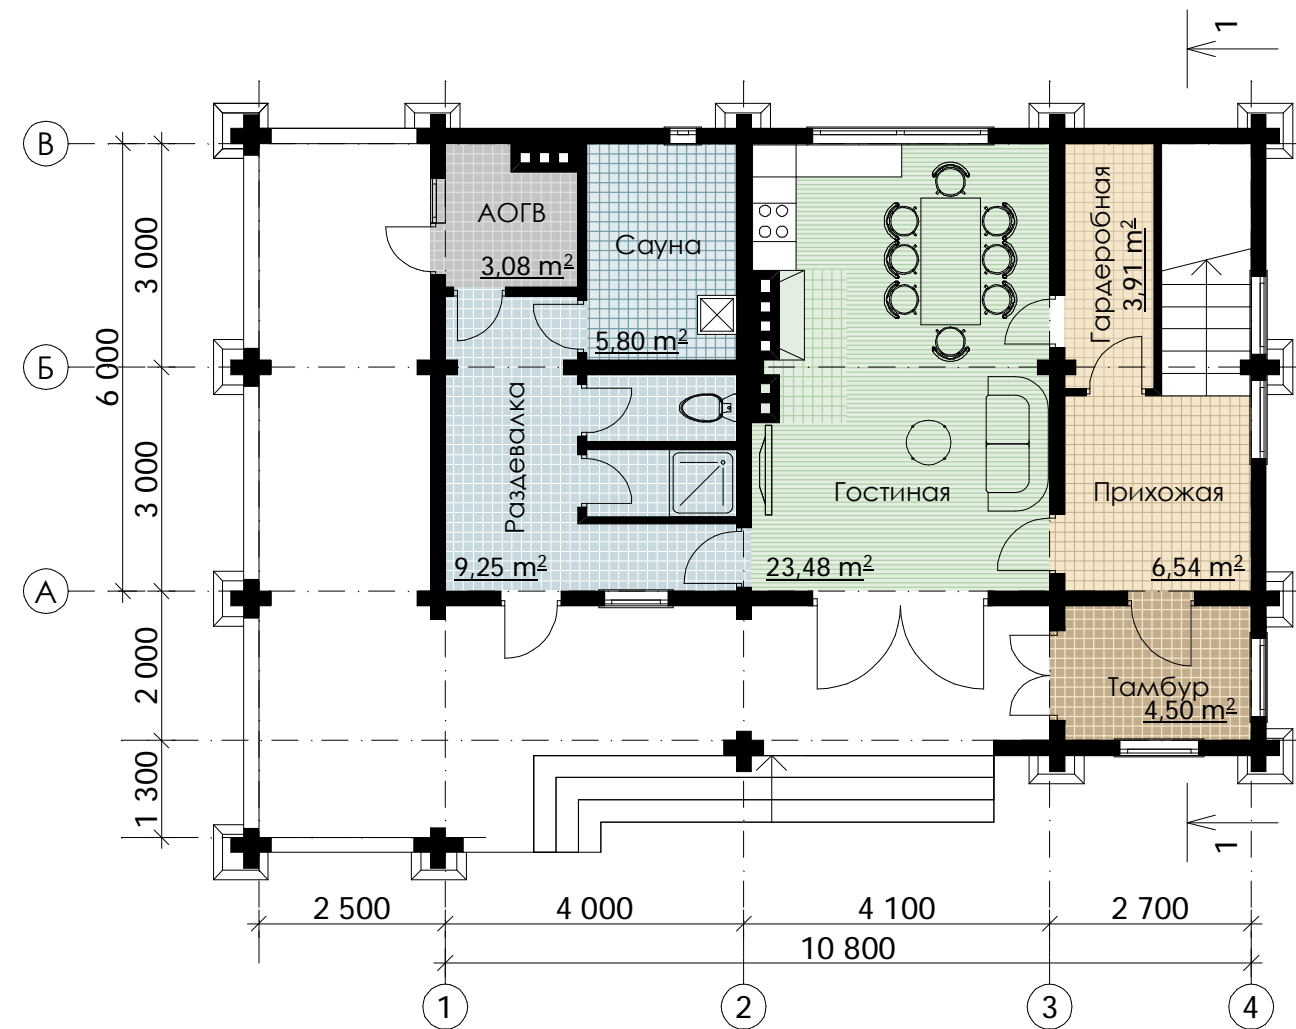 1
В
Б
А
3 000
3 000
6 000
2 000
1 300
АОГВ
3,08 m²
Сауна
5,80 m²
Гардеробная
3,91 m²
Раздевалка
9,25 m²
Гостиная
23,48 m²
Прихожая
6,54 m²
Тамбур
4,50 m²
1
2 500
4 000
4 100
2 700
10 800
1
2
3
4